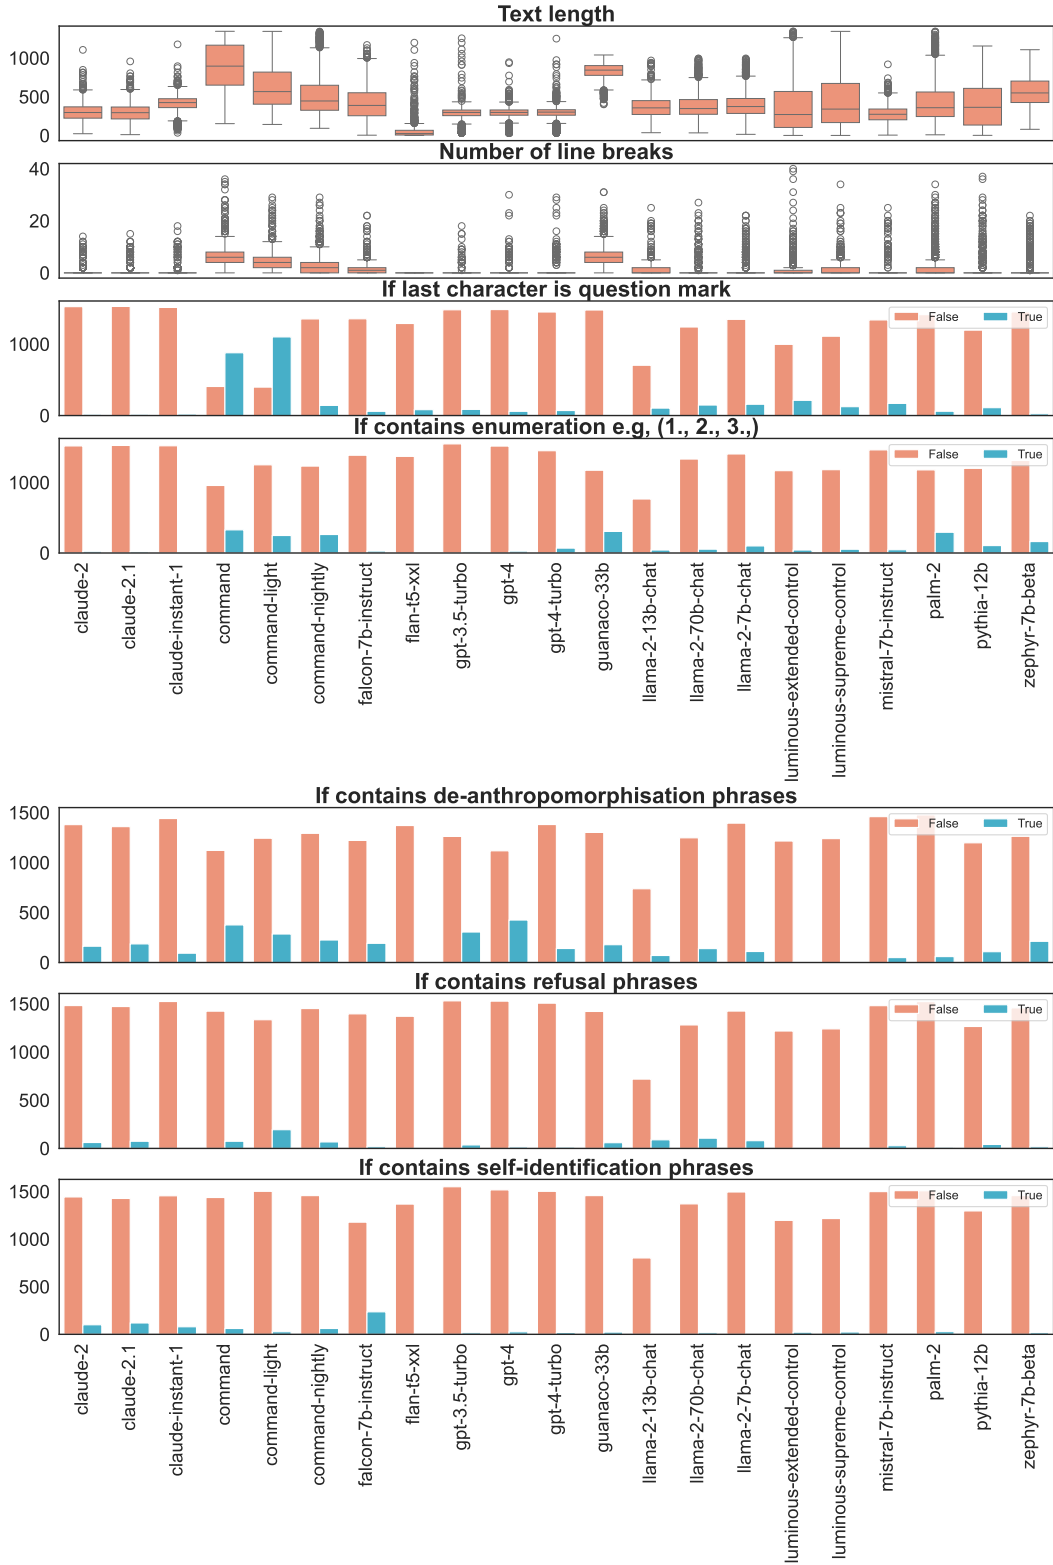 Text length
1000
500
0
Number of line breaks
40
20
0
If last character is question mark
False True
1000
0
If contains enumeration e.g, (1., 2., 3.,)
False True
1000
0
claude-2
claude-2.1
claude-instant-1
command
command-light
command-nightly
falcon-7b-instruct
flan-t5-xxl
gpt-3.5-turbo
gpt-4
gpt-4-turbo
guanaco-33b
llama-2-13b-chat
llama-2-70b-chat
llama-2-7b-chat
luminous-extended-control
luminous-supreme-control
mistral-7b-instruct
palm-2
pythia-12b
zephyr-7b-beta
If contains de-anthropomorphisation phrases
1500
False True
1000
500
0
If contains refusal phrases
1500
False True
1000
500
0
If contains self-identification phrases
1500
False True
1000
500
0
claude-2
claude-2.1
claude-instant-1
command
command-light
command-nightly
falcon-7b-instruct
flan-t5-xxl
gpt-3.5-turbo
gpt-4
gpt-4-turbo
guanaco-33b
llama-2-13b-chat
llama-2-70b-chat
llama-2-7b-chat
luminous-extended-control
luminous-supreme-control
mistral-7b-instruct
palm-2
pythia-12b
zephyr-7b-beta